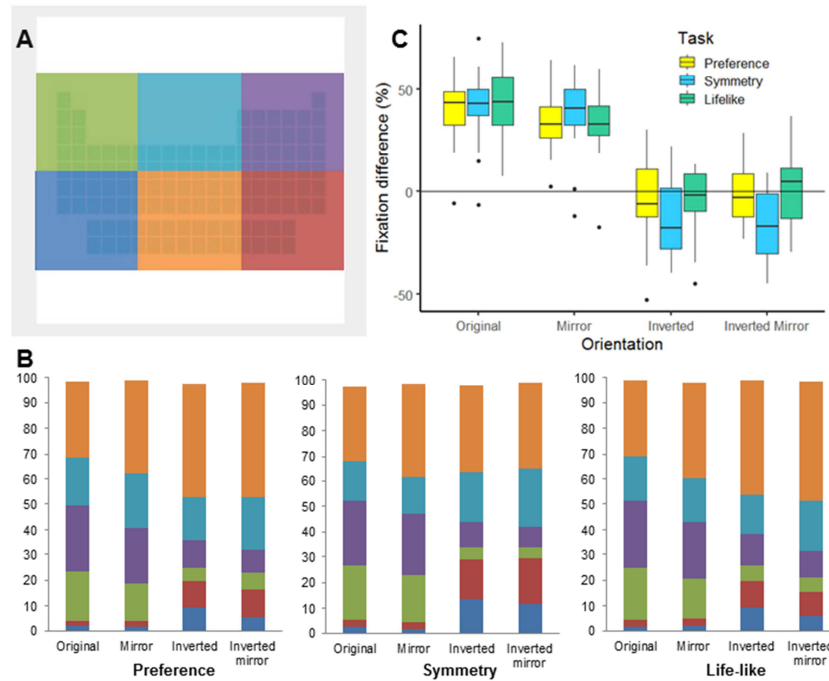 A
C
Task
Preference
Symmetry
Lifelike
Fixation difference (%)
50
0
-50
Original Mirror Inverted Inverted Mirror
Orientation
B
100
90
80
70
60
50
40
30
20
10
0
Original Mirror Inverted Inverted mirror
Preference
100
90
80
70
60
50
40
30
20
10
0
Original Mirror Inverted Inverted mirror
Symmetry
100
90
80
70
60
50
40
30
20
10
0
Original Mirror Inverted Inverted mirror
Life-like